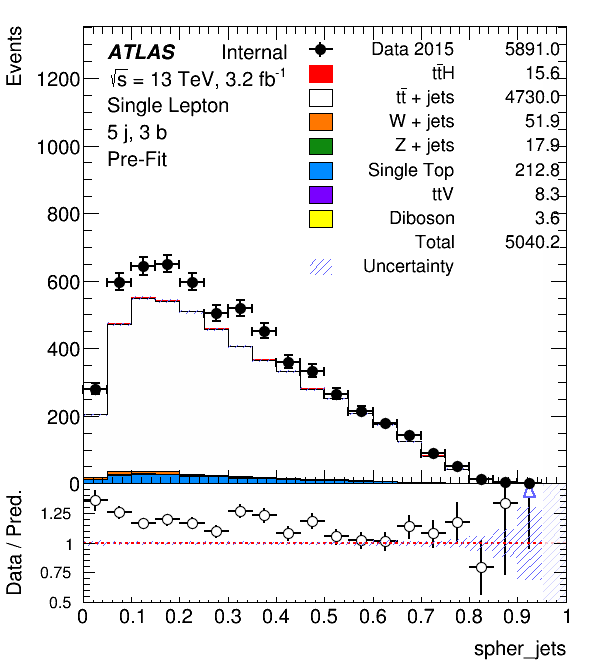 Events
ATLAS Internal
√s = 13 TeV, 3.2 fb⁻¹
Single Lepton
5 j, 3 b
Pre-Fit
Data 2015 5891.0
tt̄H 15.6
tt̄ + jets 4730.0
W + jets 51.9
Z + jets 17.9
Single Top 212.8
ttV 8.3
Diboson 3.6
Total 5040.2
Uncertainty
1200
1000
800
600
400
200
0
Data / Pred.
1.25
1
0.75
0.5
0 0.1 0.2 0.3 0.4 0.5 0.6 0.7 0.8 0.9 1
spher_jets